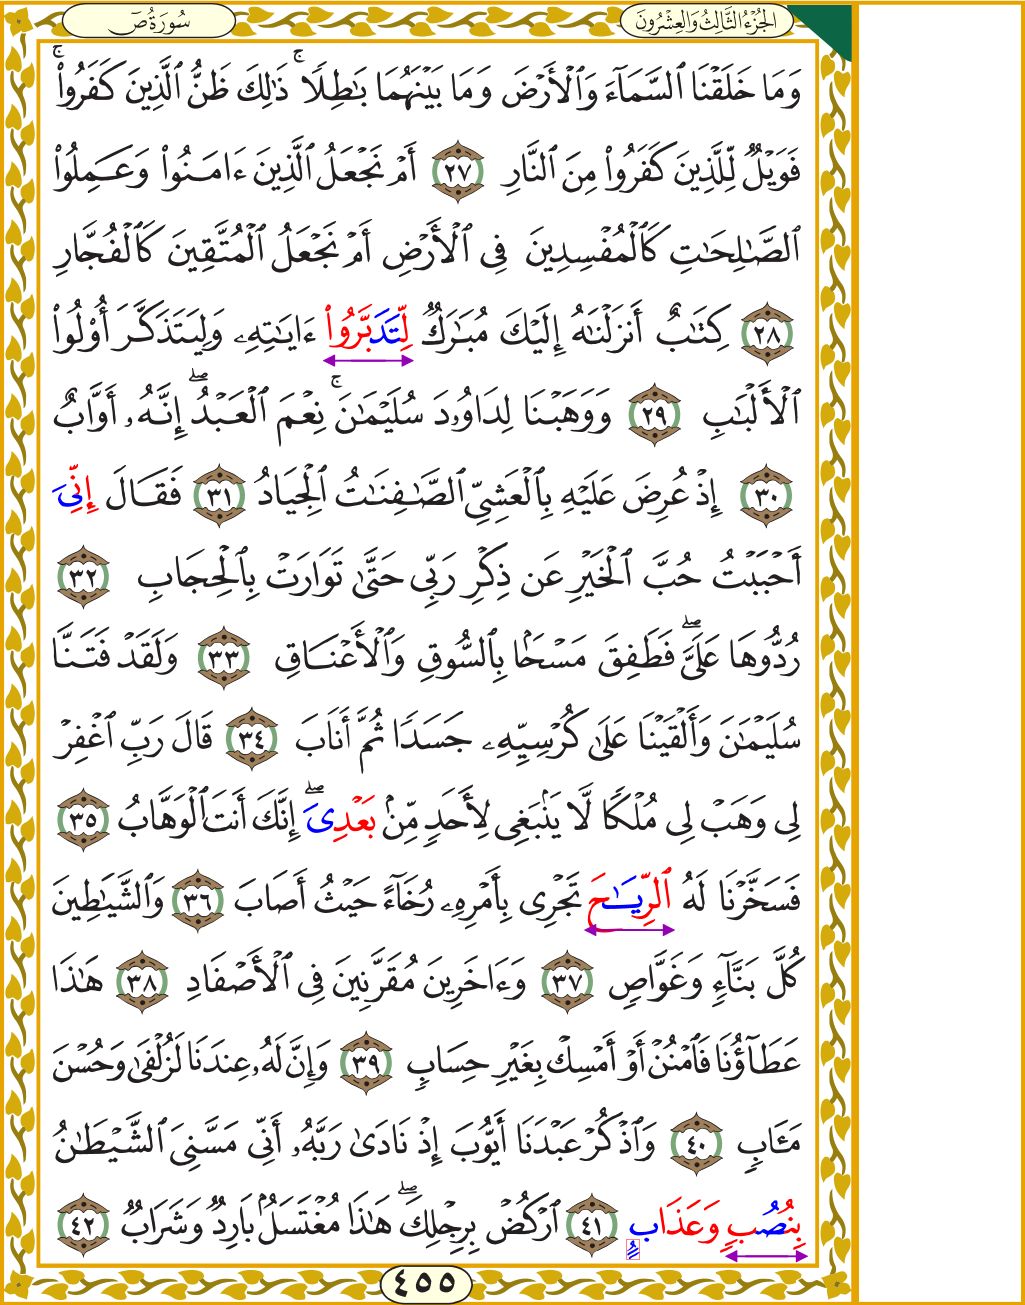 الجُزْءُ الثَّالِثُ وَالعِشْرُونَ
سُورَةُ صٓ
وَمَا خَلَقْنَا ٱلسَّمَآءَ وَٱلْأَرْضَ وَمَا بَيْنَهُمَا بَٰطِلًا ۚ ذَٰلِكَ ظَنُّ ٱلَّذِينَ كَفَرُوا۟ ۚ
فَوَيْلٌ لِّلَّذِينَ كَفَرُوا۟ مِنَ ٱلنَّارِ ٢٧ أَمْ نَجْعَلُ ٱلَّذِينَ ءَامَنُوا۟ وَعَمِلُوا۟
ٱلصَّٰلِحَٰتِ كَٱلْمُفْسِدِينَ فِى ٱلْأَرْضِ أَمْ نَجْعَلُ ٱلْمُتَّقِينَ كَٱلْفُجَّارِ
٢٨ كِتَٰبٌ أَنزَلْنَٰهُ إِلَيْكَ مُبَٰرَكٌ لِّتَدَبَّرُوا۟ ءَايَٰتِهِۦ وَلِيَتَذَكَّرَ أُو۟لُوا۟
ٱلْأَلْبَٰبِ ٢٩ وَوَهَبْنَا لِدَاوُۥدَ سُلَيْمَٰنَ ۚ نِعْمَ ٱلْعَبْدُ ۖ إِنَّهُۥ أَوَّابٌ
٣٠ إِذْ عُرِضَ عَلَيْهِ بِٱلْعَشِىِّ ٱلصَّٰفِنَٰتُ ٱلْجِيَادُ ٣١ فَقَالَ إِنِّىَ
أَحْبَبْتُ حُبَّ ٱلْخَيْرِ عَن ذِكْرِ رَبِّى حَتَّىٰ تَوَارَتْ بِٱلْحِجَابِ ٣٢
رُدُّوهَا عَلَىَّ ۖ فَطَفِقَ مَسْحًۢا بِٱلسُّوقِ وَٱلْأَعْنَاقِ ٣٣ وَلَقَدْ فَتَنَّا
سُلَيْمَٰنَ وَأَلْقَيْنَا عَلَىٰ كُرْسِيِّهِۦ جَسَدًا ثُمَّ أَنَابَ ٣٤ قَالَ رَبِّ ٱغْفِرْ
لِى وَهَبْ لِى مُلْكًا لَّا يَنۢبَغِى لِأَحَدٍ مِّنۢ بَعْدِىَ ۖ إِنَّكَ أَنتَ ٱلْوَهَّابُ ٣٥
فَسَخَّرْنَا لَهُ ٱلرِّيَٰحَ تَجْرِى بِأَمْرِهِۦ رُخَآءً حَيْثُ أَصَابَ ٣٦ وَٱلشَّيَٰطِينَ
كُلَّ بَنَّآءٍ وَغَوَّاصٍ ٣٧ وَءَاخَرِينَ مُقَرَّنِينَ فِى ٱلْأَصْفَادِ ٣٨ هَٰذَا
عَطَآؤُنَا فَٱمْنُنْ أَوْ أَمْسِكْ بِغَيْرِ حِسَابٍ ٣٩ وَإِنَّ لَهُۥ عِندَنَا لَزُلْفَىٰ وَحُسْنَ
مَـَٔابٍ ٤٠ وَٱذْكُرْ عَبْدَنَا أَيُّوبَ إِذْ نَادَىٰ رَبَّهُۥ أَنِّى مَسَّنِىَ ٱلشَّيْطَٰنُ
بِنُصُبٍ وَعَذَابٍ ٤١ ٱرْكُضْ بِرِجْلِكَ ۖ هَٰذَا مُغْتَسَلٌۢ بَارِدٌ وَشَرَابٌ ٤٢
٤٥٥